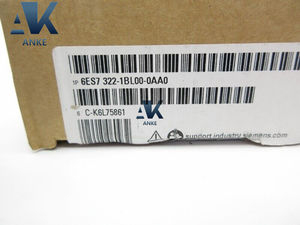 AK
ANKE
1P 6ES7 322-1BL00-0AA0
AK
ANKE
S C-K6L75861
support.industry.siemens.com